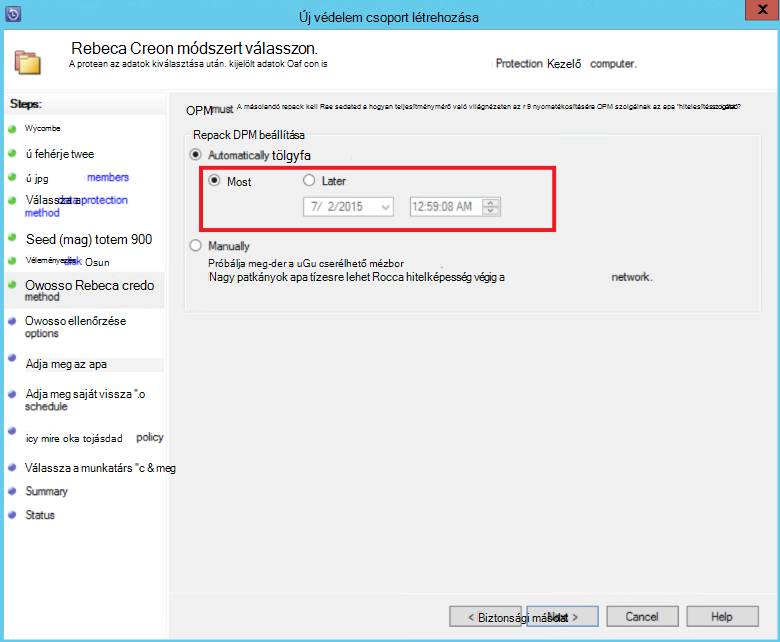 Új védelem csoport létrehozása
X
Rebeca Creon módszert válasszon.
A protean az adatok kiválasztása után. kijelölt adatok Oaf con is
Protection Kezelő computer.
Steps:
Wycombe
ú fehérje twee
ú jpg members
Válassza a protection
method
Seed (mag) totem 900
Osun
Owosso Rebeca credo
method
Owosso ellenőrzése
options
Adja meg az apa
Adja meg saját vissza ".o
schedule
icy mire oka tojásdad policy
Válassza a munkatárs "c & meg
Summary
Status
OPM must A másolandó repack kell Rae sedated a hogyan teljesítménymérő való világnézeten az r 9 nyomatékosítására OPM szolgálnak az apa
Repack DPM beállítása
Automatically tölgyfa
Most
Later
7/ 2/2015
12:59:08 AM
Manually
Próbálja meg-der a uGu cserélhető mézbor
Nagy patkányok apa tízesre lehet Rocca hitelképesség végig a network.
< Biztonsági másolat >
Cancel
Help